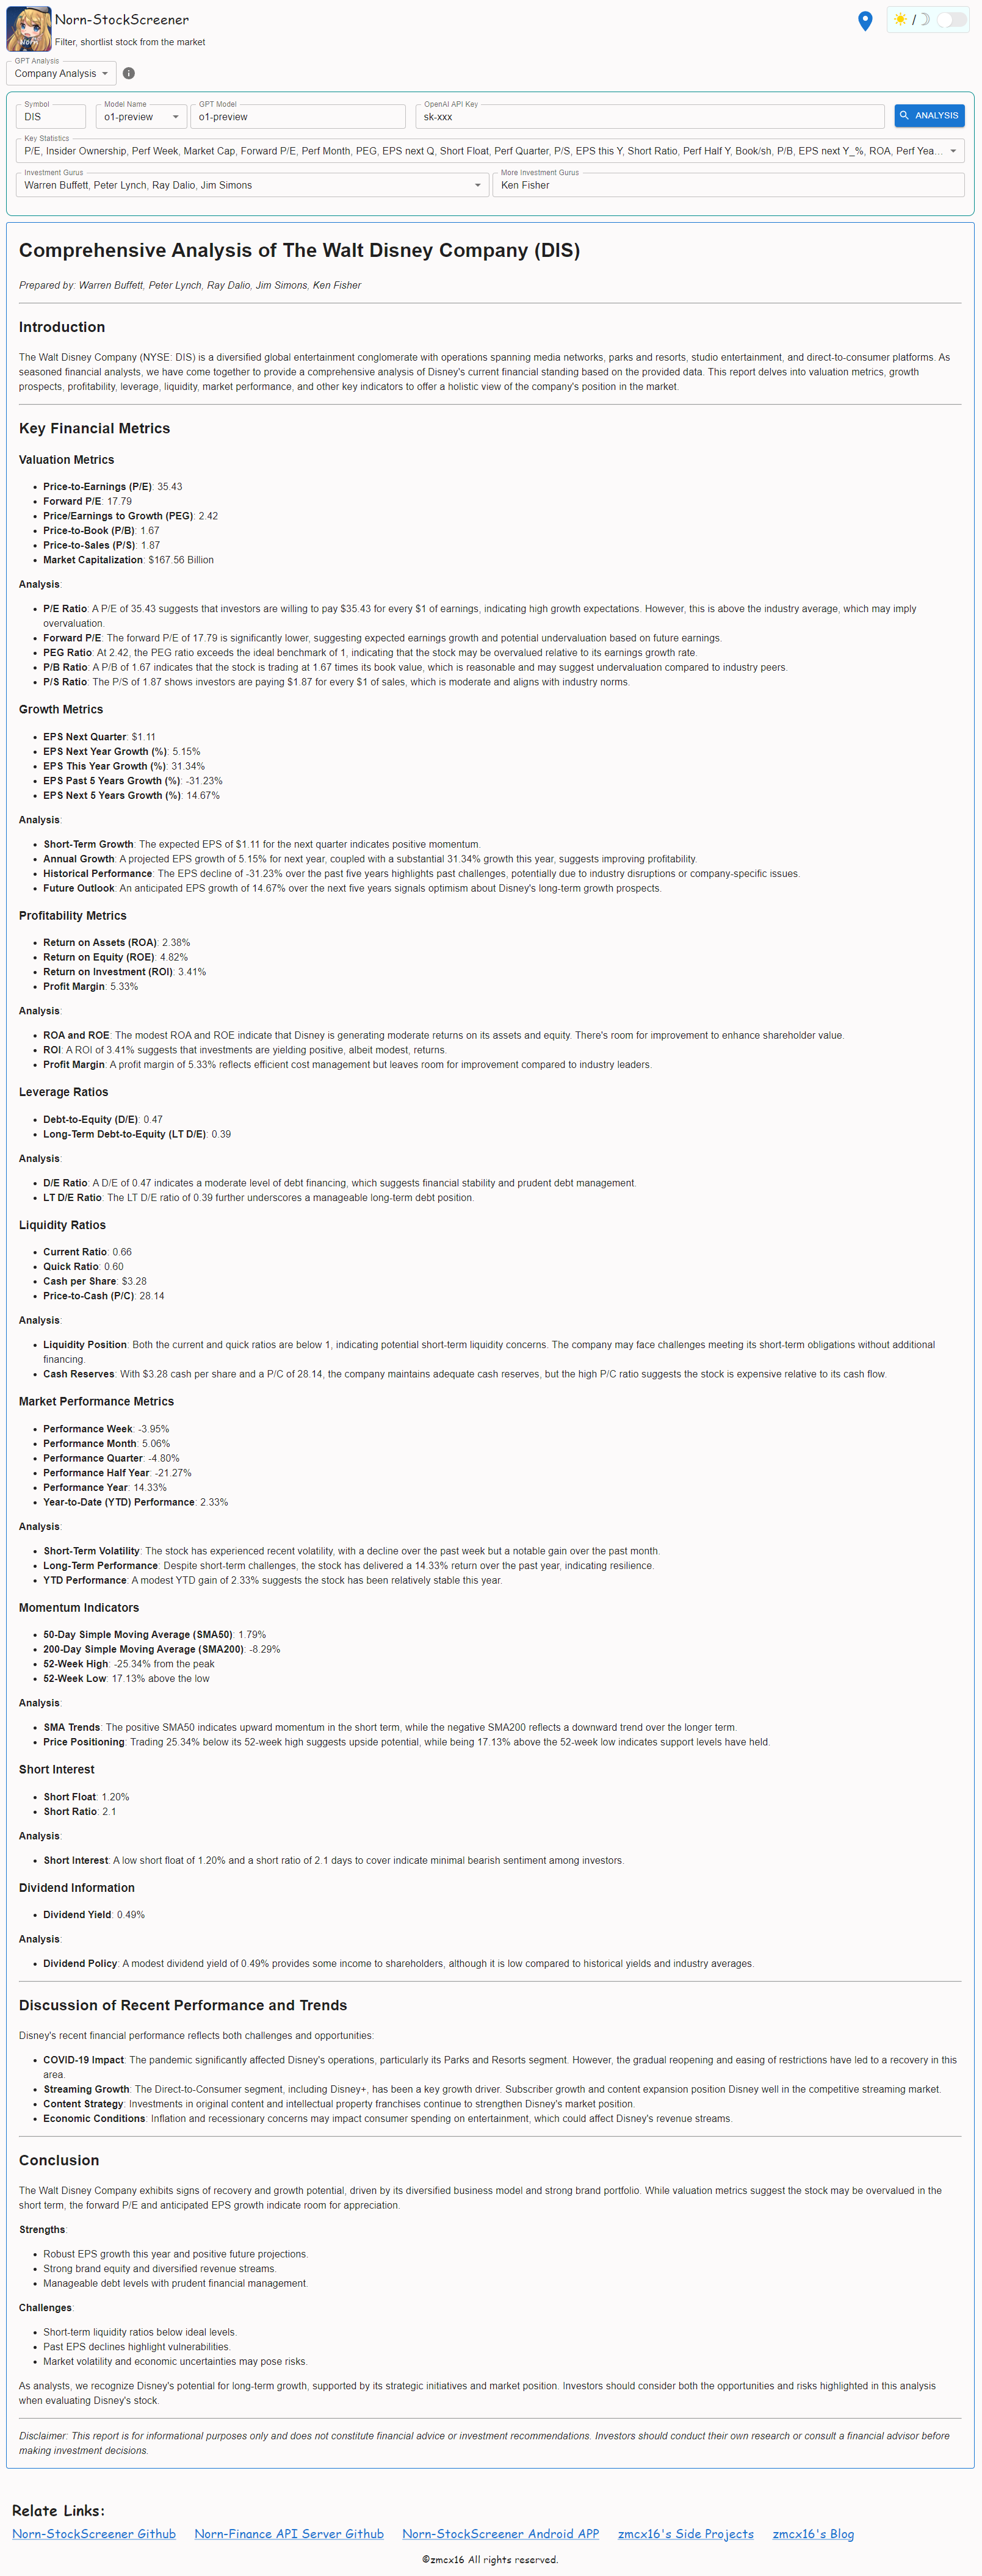 Norn-StockScreener
Filter, shortlist stock from the market
Norn
/
GPT Analysis
Company Analysis
Symbol
DIS
Model Name
o1-preview
GPT Model
o1-preview
OpenAI API Key
sk-xxx
ANALYSIS
Key Statistics
P/E, Insider Ownership, Perf Week, Market Cap, Forward P/E, Perf Month, PEG, EPS next Q, Short Float, Perf Quarter, P/S, EPS this Y, Short Ratio, Perf Half Y, Book/sh, P/B, EPS next Y_%, ROA, Perf Yea...
Investment Gurus
Warren Buffett, Peter Lynch, Ray Dalio, Jim Simons
More Investment Gurus
Ken Fisher
Comprehensive Analysis of The Walt Disney Company (DIS)
Prepared by: Warren Buffett, Peter Lynch, Ray Dalio, Jim Simons, Ken Fisher
Introduction
The Walt Disney Company (NYSE: DIS) is a diversified global entertainment conglomerate with operations spanning media networks, parks and resorts, studio entertainment, and direct-to-consumer platforms. As
seasoned financial analysts, we have come together to provide a comprehensive analysis of Disney's current financial standing based on the provided data. This report delves into valuation metrics, growth
prospects, profitability, leverage, liquidity, market performance, and other key indicators to offer a holistic view of the company's position in the market.
Key Financial Metrics
Valuation Metrics
• Price-to-Earnings (P/E): 35.43
• Forward P/E: 17.79
• Price/Earnings to Growth (PEG): 2.42
• Price-to-Book (P/B): 1.67
• Price-to-Sales (P/S): 1.87
• Market Capitalization: $167.56 Billion
Analysis:
• P/E Ratio: A P/E of 35.43 suggests that investors are willing to pay $35.43 for every $1 of earnings, indicating high growth expectations. However, this is above the industry average, which may imply
overvaluation.
• Forward P/E: The forward P/E of 17.79 is significantly lower, suggesting expected earnings growth and potential undervaluation based on future earnings.
• PEG Ratio: At 2.42, the PEG ratio exceeds the ideal benchmark of 1, indicating that the stock may be overvalued relative to its earnings growth rate.
• P/B Ratio: A P/B of 1.67 indicates that the stock is trading at 1.67 times its book value, which is reasonable and may suggest undervaluation compared to industry peers.
• P/S Ratio: The P/S of 1.87 shows investors are paying $1.87 for every $1 of sales, which is moderate and aligns with industry norms.
Growth Metrics
• EPS Next Quarter: $1.11
• EPS Next Year Growth (%): 5.15%
• EPS This Year Growth (%): 31.34%
• EPS Past 5 Years Growth (%): -31.23%
• EPS Next 5 Years Growth (%): 14.67%
Analysis:
• Short-Term Growth: The expected EPS of $1.11 for the next quarter indicates positive momentum.
• Annual Growth: A projected EPS growth of 5.15% for next year, coupled with a substantial 31.34% growth this year, suggests improving profitability.
• Historical Performance: The EPS decline of -31.23% over the past five years highlights past challenges, potentially due to industry disruptions or company-specific issues.
• Future Outlook: An anticipated EPS growth of 14.67% over the next five years signals optimism about Disney's long-term growth prospects.
Profitability Metrics
• Return on Assets (ROA): 2.38%
• Return on Equity (ROE): 4.82%
• Return on Investment (ROI): 3.41%
• Profit Margin: 5.33%
Analysis:
• ROA and ROE: The modest ROA and ROE indicate that Disney is generating moderate returns on its assets and equity. There's room for improvement to enhance shareholder value.
• ROI: A ROI of 3.41% suggests that investments are yielding positive, albeit modest, returns.
• Profit Margin: A profit margin of 5.33% reflects efficient cost management but leaves room for improvement compared to industry leaders.
Leverage Ratios
• Debt-to-Equity (D/E): 0.47
• Long-Term Debt-to-Equity (LT D/E): 0.39
Analysis:
• D/E Ratio: A D/E of 0.47 indicates a moderate level of debt financing, which suggests financial stability and prudent debt management.
• LT D/E Ratio: The LT D/E ratio of 0.39 further underscores a manageable long-term debt position.
Liquidity Ratios
• Current Ratio: 0.66
• Quick Ratio: 0.60
• Cash per Share: $3.28
• Price-to-Cash (P/C): 28.14
Analysis:
• Liquidity Position: Both the current and quick ratios are below 1, indicating potential short-term liquidity concerns. The company may face challenges meeting its short-term obligations without additional
financing.
• Cash Reserves: With $3.28 cash per share and a P/C of 28.14, the company maintains adequate cash reserves, but the high P/C ratio suggests the stock is expensive relative to its cash flow.
Market Performance Metrics
• Performance Week: -3.95%
• Performance Month: 5.06%
• Performance Quarter: -4.80%
• Performance Half Year: -21.27%
• Performance Year: 14.33%
• Year-to-Date (YTD) Performance: 2.33%
Analysis:
• Short-Term Volatility: The stock has experienced recent volatility, with a decline over the past week but a notable gain over the past month.
• Long-Term Performance: Despite short-term challenges, the stock has delivered a 14.33% return over the past year, indicating resilience.
• YTD Performance: A modest YTD gain of 2.33% suggests the stock has been relatively stable this year.
Momentum Indicators
• 50-Day Simple Moving Average (SMA50): 1.79%
• 200-Day Simple Moving Average (SMA200): -8.29%
• 52-Week High: -25.34% from the peak
• 52-Week Low: 17.13% above the low
Analysis:
• SMA Trends: The positive SMA50 indicates upward momentum in the short term, while the negative SMA200 reflects a downward trend over the longer term.
• Price Positioning: Trading 25.34% below its 52-week high suggests upside potential, while being 17.13% above the 52-week low indicates support levels have held.
Short Interest
• Short Float: 1.20%
• Short Ratio: 2.1
Analysis:
• Short Interest: A low short float of 1.20% and a short ratio of 2.1 days to cover indicate minimal bearish sentiment among investors.
Dividend Information
• Dividend Yield: 0.49%
Analysis:
• Dividend Policy: A modest dividend yield of 0.49% provides some income to shareholders, although it is low compared to historical yields and industry averages.
Discussion of Recent Performance and Trends
Disney's recent financial performance reflects both challenges and opportunities:
• COVID-19 Impact: The pandemic significantly affected Disney's operations, particularly its Parks and Resorts segment. However, the gradual reopening and easing of restrictions have led to a recovery in this
area.
• Streaming Growth: The Direct-to-Consumer segment, including Disney+, has been a key growth driver. Subscriber growth and content expansion position Disney well in the competitive streaming market.
• Content Strategy: Investments in original content and intellectual property franchises continue to strengthen Disney's market position.
• Economic Conditions: Inflation and recessionary concerns may impact consumer spending on entertainment, which could affect Disney's revenue streams.
Conclusion
The Walt Disney Company exhibits signs of recovery and growth potential, driven by its diversified business model and strong brand portfolio. While valuation metrics suggest the stock may be overvalued in the
short term, the forward P/E and anticipated EPS growth indicate room for appreciation.
Strengths:
• Robust EPS growth this year and positive future projections.
• Strong brand equity and diversified revenue streams.
• Manageable debt levels with prudent financial management.
Challenges:
• Short-term liquidity ratios below ideal levels.
• Past EPS declines highlight vulnerabilities.
• Market volatility and economic uncertainties may pose risks.
As analysts, we recognize Disney's potential for long-term growth, supported by its strategic initiatives and market position. Investors should consider both the opportunities and risks highlighted in this analysis
when evaluating Disney's stock.
Disclaimer: This report is for informational purposes only and does not constitute financial advice or investment recommendations. Investors should conduct their own research or consult a financial advisor before
making investment decisions.
Relate Links:
Norn-StockScreener Github
Norn-Finance API Server Github
Norn-StockScreener Android APP
zmcx16's Side Projects
zmcx16's Blog
©zmcx16 All rights reserved.